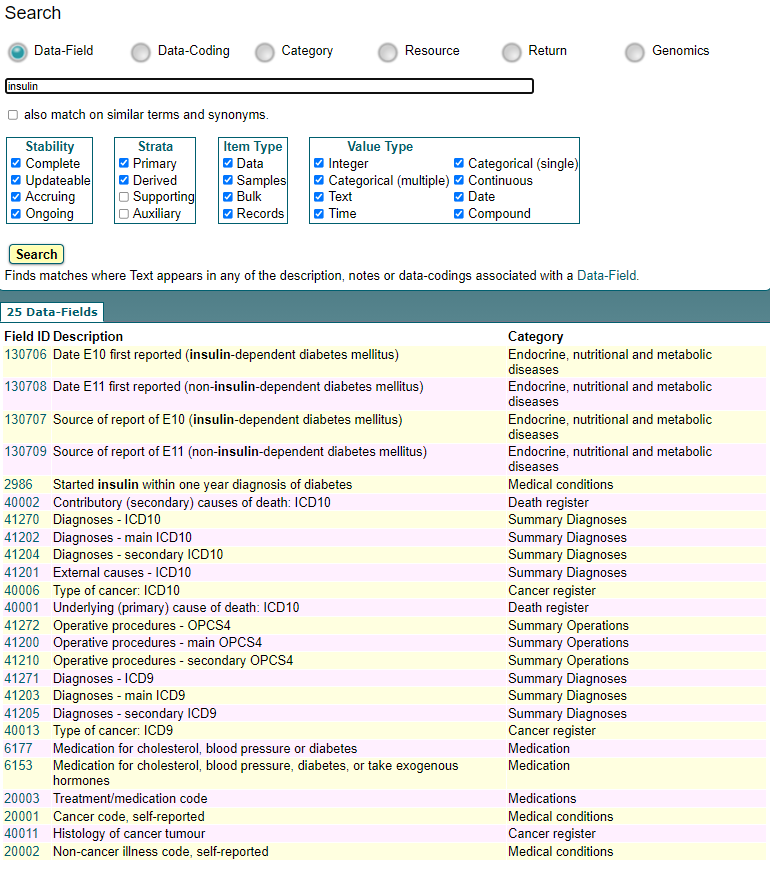 Search
Data-Field Data-Coding Category Resource Return Genomics
insulin
also match on similar terms and synonyms.
Stability Strata Item Type Value Type
Complete Primary Data Integer Categorical (single)
Updateable Derived Samples Categorical (multiple) Continuous
Accruing Supporting Bulk Text Date
Ongoing Auxiliary Records Time Compound
Search
Finds matches where Text appears in any of the description, notes or data-codings associated with a Data-Field.
25 Data-Fields
Field ID Description Category
130706 Date E10 first reported (insulin-dependent diabetes mellitus) Endocrine, nutritional and metabolic
diseases
130708 Date E11 first reported (non-insulin-dependent diabetes mellitus) Endocrine, nutritional and metabolic
diseases
130707 Source of report of E10 (insulin-dependent diabetes mellitus) Endocrine, nutritional and metabolic
diseases
130709 Source of report of E11 (non-insulin-dependent diabetes mellitus) Endocrine, nutritional and metabolic
diseases
2986 Started insulin within one year diagnosis of diabetes Medical conditions
40002 Contributory (secondary) causes of death: ICD10 Death register
41270 Diagnoses - ICD10 Summary Diagnoses
41202 Diagnoses - main ICD10 Summary Diagnoses
41204 Diagnoses - secondary ICD10 Summary Diagnoses
41201 External causes - ICD10 Summary Diagnoses
40006 Type of cancer: ICD10 Cancer register
40001 Underlying (primary) cause of death: ICD10 Death register
41272 Operative procedures - OPCS4 Summary Operations
41200 Operative procedures - main OPCS4 Summary Operations
41210 Operative procedures - secondary OPCS4 Summary Operations
41271 Diagnoses - ICD9 Summary Diagnoses
41203 Diagnoses - main ICD9 Summary Diagnoses
41205 Diagnoses - secondary ICD9 Summary Diagnoses
40013 Type of cancer: ICD9 Cancer register
6177 Medication for cholesterol, blood pressure or diabetes Medication
6153 Medication for cholesterol, blood pressure, diabetes, or take exogenous Medication
hormones
20003 Treatment/medication code Medications
20001 Cancer code, self-reported Medical conditions
40011 Histology of cancer tumour Cancer register
20002 Non-cancer illness code, self-reported Medical conditions